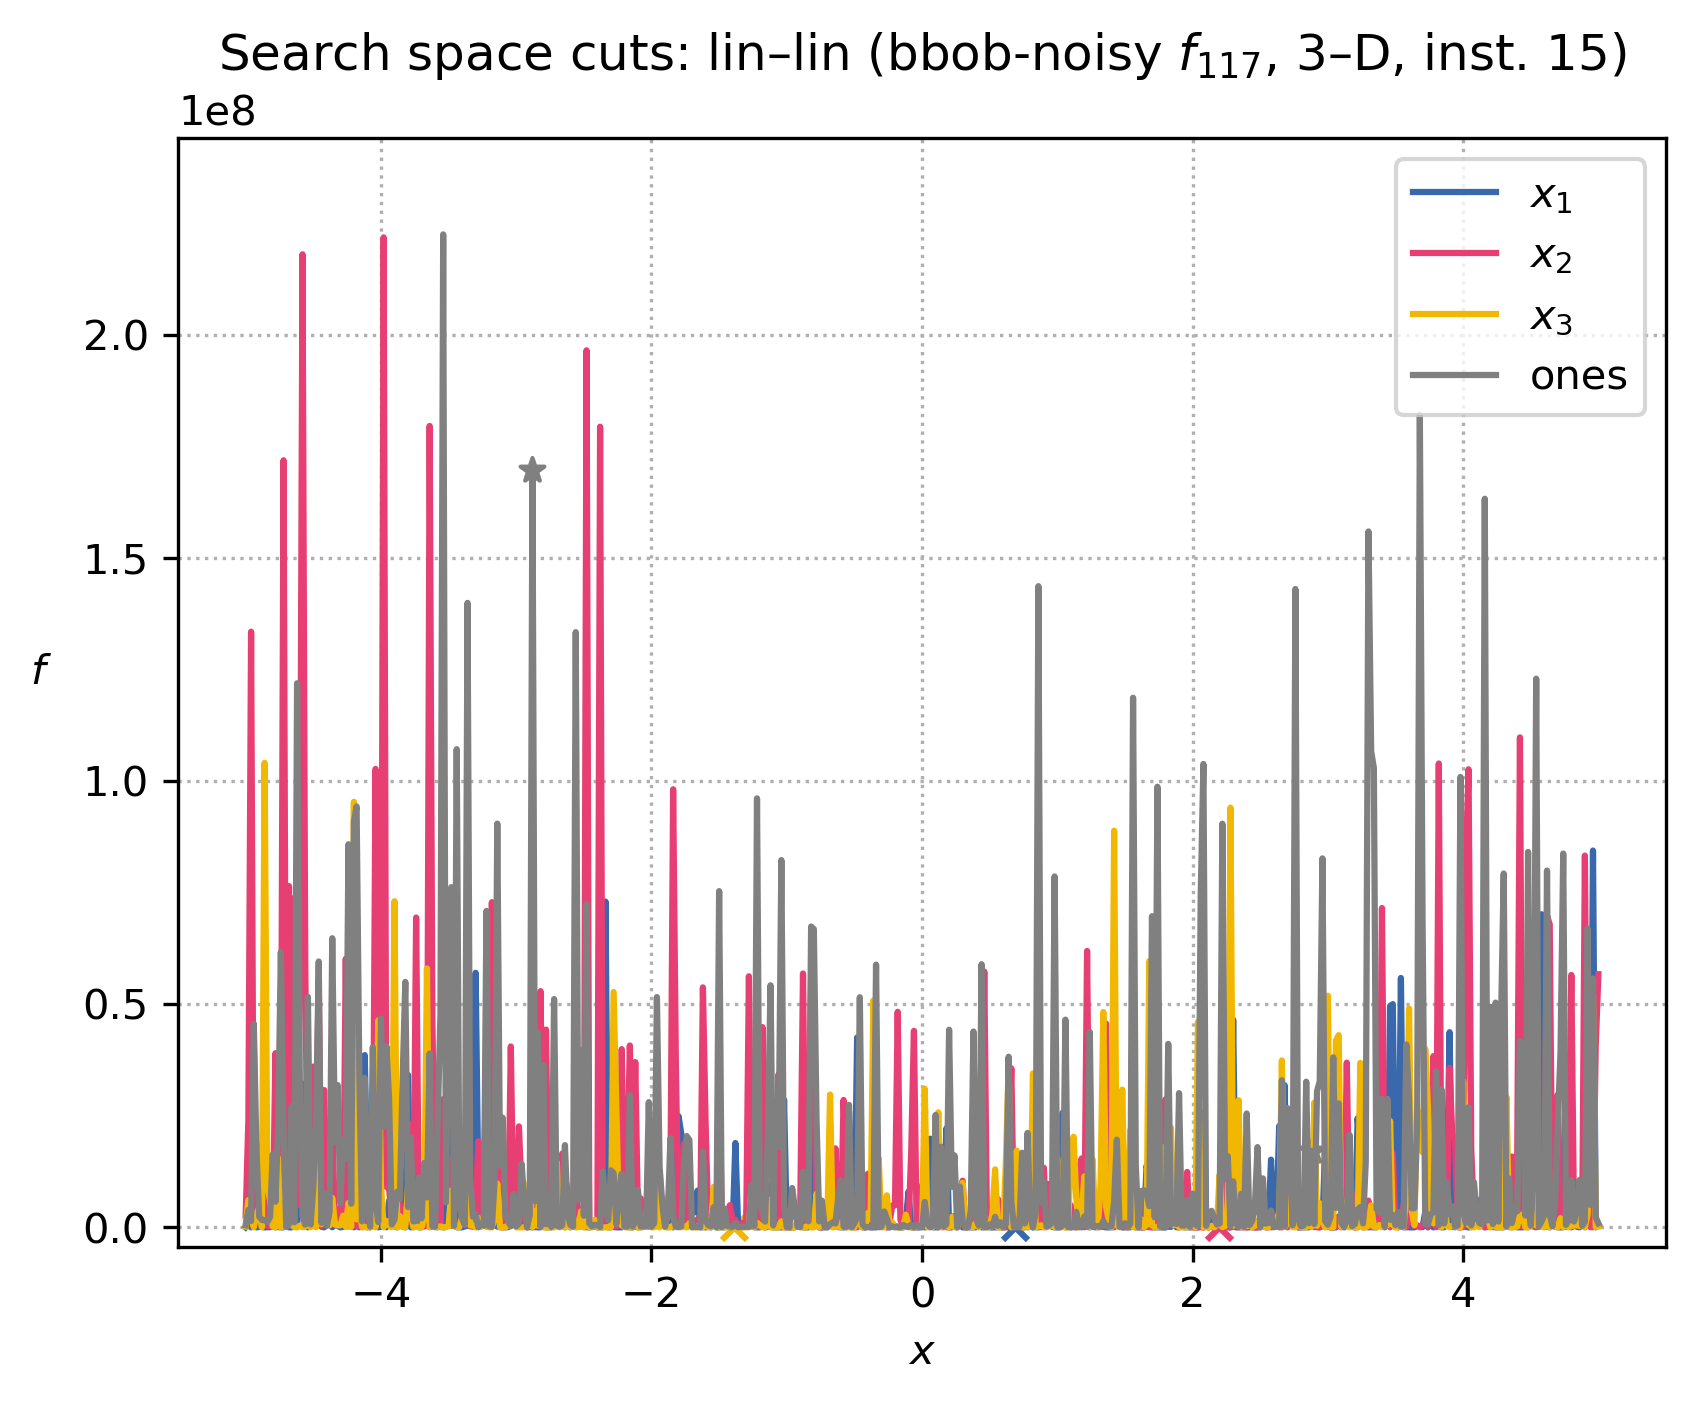 Search space cuts: lin–lin (bbob-noisy f117, 3–D, inst. 15)
1e8
x1
x2
x3
ones
2.0
1.5
1.0
0.5
0.0
f
−4 −2 0 2 4
x